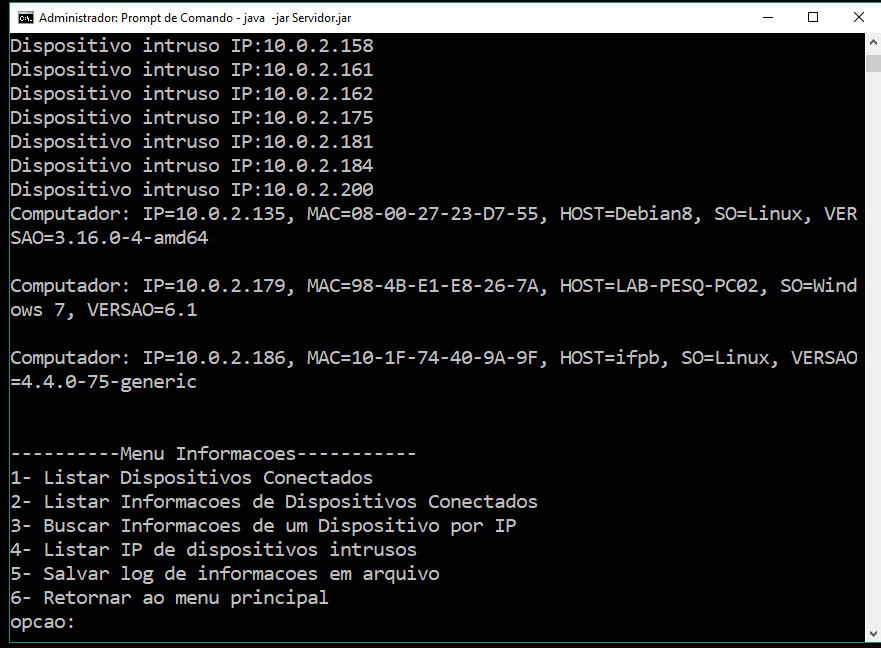 Administrador: Prompt de Comando - java -jar Servidor.jar
Dispositivo intruso IP:10.0.2.158
Dispositivo intruso IP:10.0.2.161
Dispositivo intruso IP:10.0.2.162
Dispositivo intruso IP:10.0.2.175
Dispositivo intruso IP:10.0.2.181
Dispositivo intruso IP:10.0.2.184
Dispositivo intruso IP:10.0.2.200
Computador: IP=10.0.2.135, MAC=08-00-27-23-D7-55, HOST=Debian8, SO=Linux, VER
SAO=3.16.0-4-amd64
Computador: IP=10.0.2.179, MAC=98-4B-E1-E8-26-7A, HOST=LAB-PESQ-PC02, SO=Wind
ows 7, VERSAO=6.1
Computador: IP=10.0.2.186, MAC=10-1F-74-40-9A-9F, HOST=ifpb, SO=Linux, VERSAO
=4.4.0-75-generic
----------Menu Informacoes-----------
1- Listar Dispositivos Conectados
2- Listar Informacoes de Dispositivos Conectados
3- Buscar Informacoes de um Dispositivo por IP
4- Listar IP de dispositivos intrusos
5- Salvar log de informacoes em arquivo
6- Retornar ao menu principal
opcao: